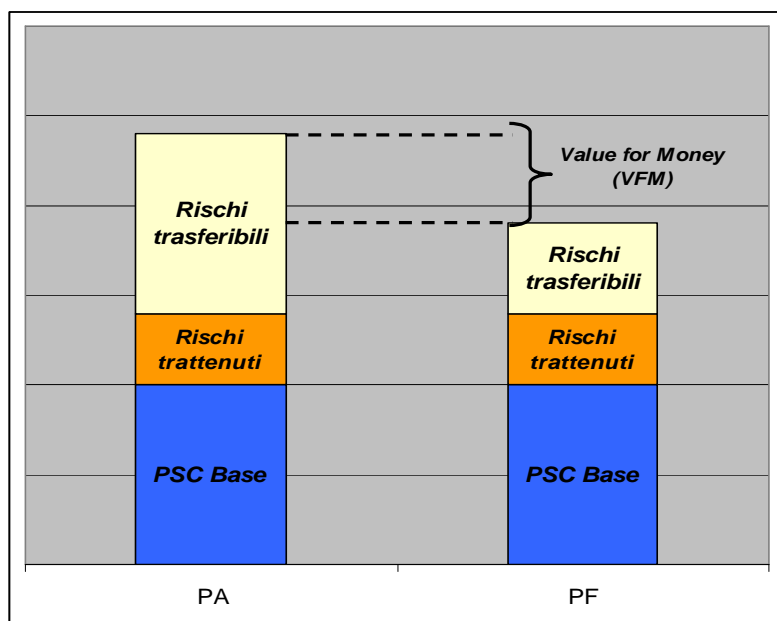 Value for Money
(VFM)
Rischi
trasferibili
Rischi
trasferibili
Rischi
trattenuti
Rischi
trattenuti
PSC Base
PSC Base
PA
PF